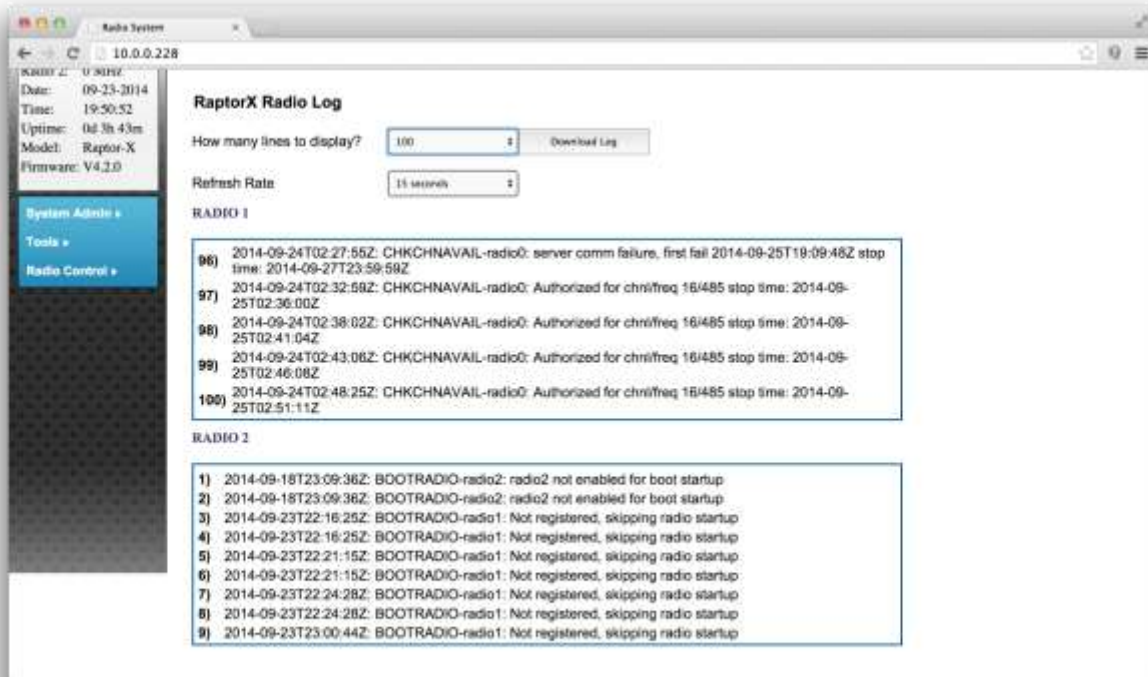 Radio System
10.0.0.228
Radio 2: 0 MHz
Date: 09-23-2014
Time: 19:50:52
Uptime: 0d 3h 43m
Model: Raptor-X
Firmware: V4.2.0
System Admin »
Tools »
Radio Control »
RaptorX Radio Log
How many lines to display? 100 Download Log
Refresh Rate 15 seconds
RADIO 1
96) 2014-09-24T02:27:55Z: CHKCHNAVAIL-radio0: server comm failure, first fail 2014-09-25T19:09:48Z stop
time: 2014-09-27T23:59:59Z
97) 2014-09-24T02:32:59Z: CHKCHNAVAIL-radio0: Authorized for chnl/freq 16/485 stop time: 2014-09-
25T02:36:00Z
98) 2014-09-24T02:38:02Z: CHKCHNAVAIL-radio0: Authorized for chnl/freq 16/485 stop time: 2014-09-
25T02:41:04Z
99) 2014-09-24T02:43:06Z: CHKCHNAVAIL-radio0: Authorized for chnl/freq 16/485 stop time: 2014-09-
25T02:46:08Z
100) 2014-09-24T02:48:25Z: CHKCHNAVAIL-radio0: Authorized for chnl/freq 16/485 stop time: 2014-09-
25T02:51:11Z
RADIO 2
1) 2014-09-18T23:09:36Z: BOOTRADIO-radio2: radio2 not enabled for boot startup
2) 2014-09-18T23:09:36Z: BOOTRADIO-radio2: radio2 not enabled for boot startup
3) 2014-09-23T22:16:25Z: BOOTRADIO-radio1: Not registered, skipping radio startup
4) 2014-09-23T22:16:25Z: BOOTRADIO-radio1: Not registered, skipping radio startup
5) 2014-09-23T22:21:15Z: BOOTRADIO-radio1: Not registered, skipping radio startup
6) 2014-09-23T22:21:15Z: BOOTRADIO-radio1: Not registered, skipping radio startup
7) 2014-09-23T22:24:28Z: BOOTRADIO-radio1: Not registered, skipping radio startup
8) 2014-09-23T22:24:28Z: BOOTRADIO-radio1: Not registered, skipping radio startup
9) 2014-09-23T23:00:44Z: BOOTRADIO-radio1: Not registered, skipping radio startup